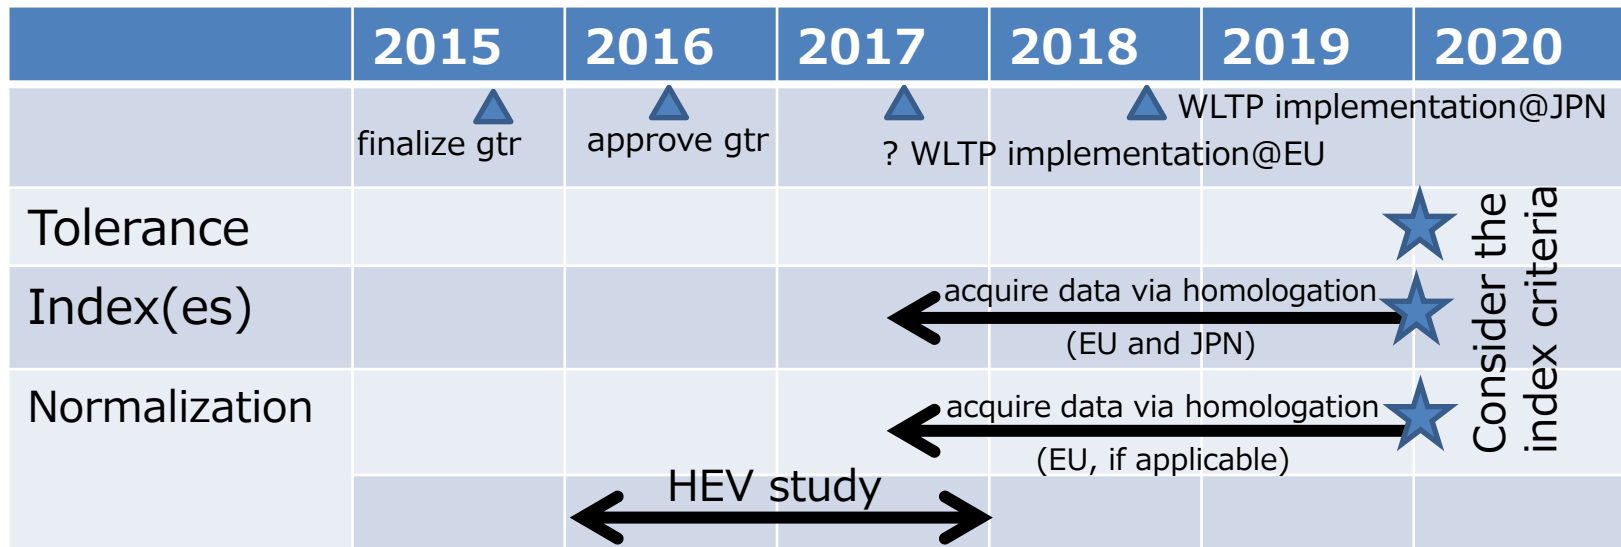 2015 2016 2017 2018 2019 2020
finalize gtr
approve gtr
? WLTP implementation@EU
WLTP implementation@JPN
Tolerance
Index(es)
acquire data via homologation
(EU and JPN)
Normalization
acquire data via homologation
(EU, if applicable)
HEV study
Consider the
index criteria